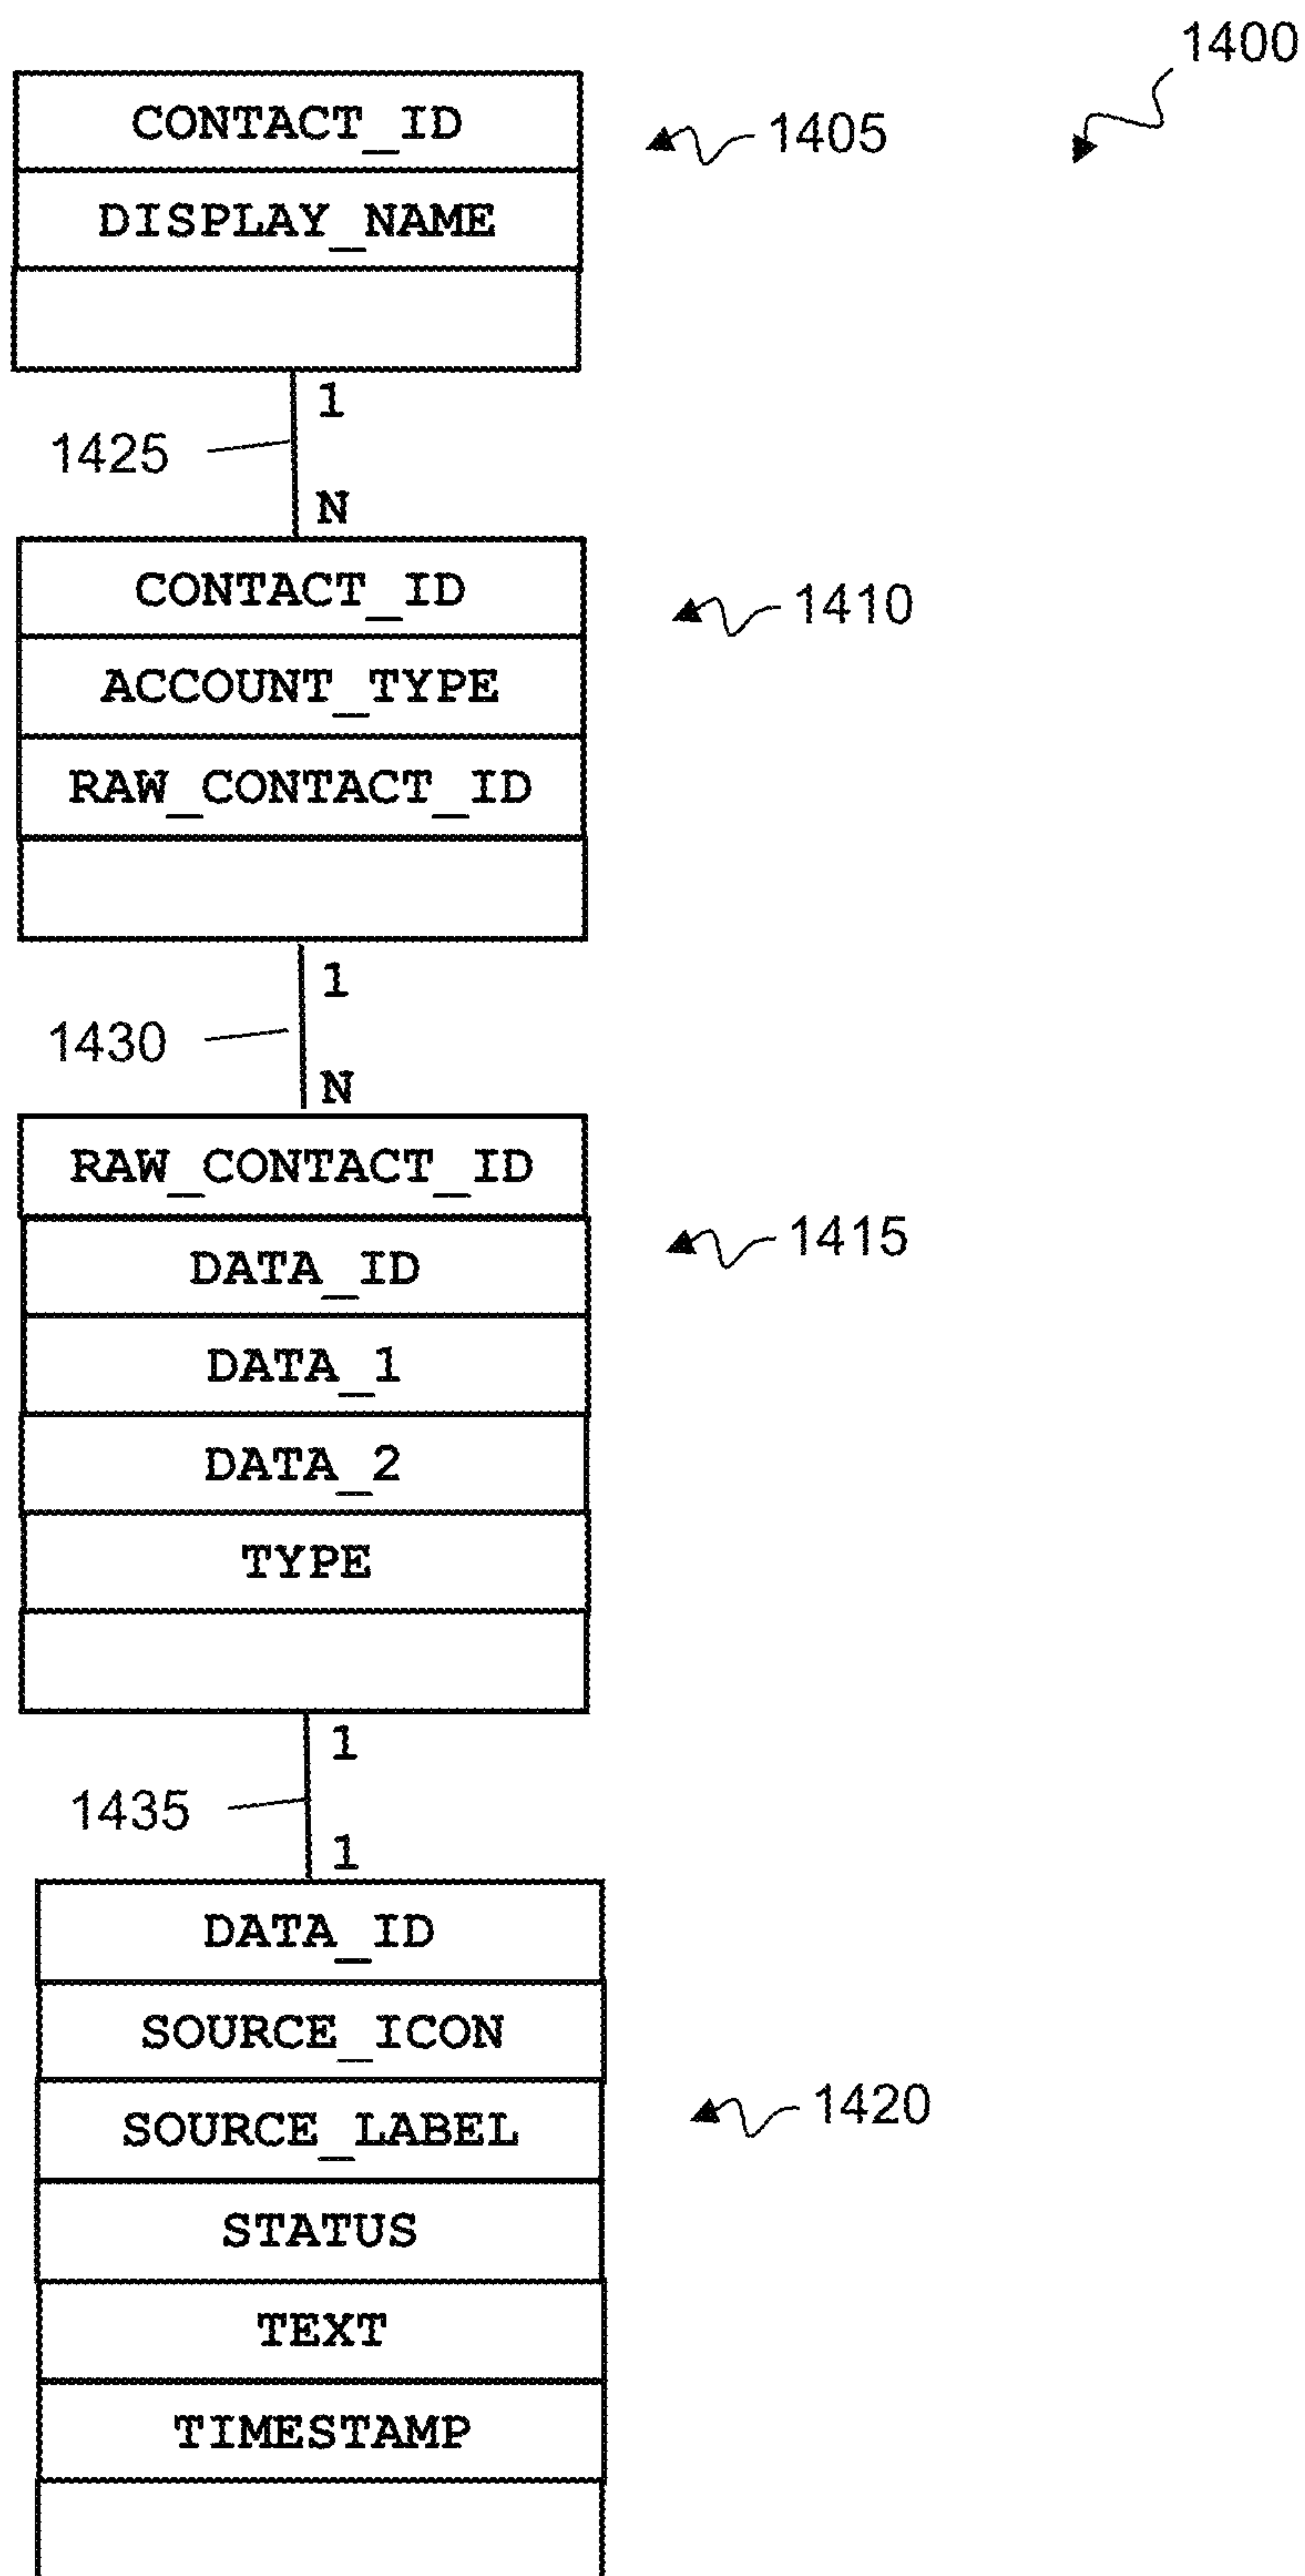 1400
CONTACT_ID
1405
DISPLAY_NAME
1
1425
N
CONTACT_ID
1410
ACCOUNT_TYPE
RAW_CONTACT_ID
1
1430
N
RAW_CONTACT_ID
1415
DATA_ID
DATA_1
DATA_2
TYPE
1
1435
1
DATA_ID
SOURCE_ICON
SOURCE_LABEL
1420
STATUS
TEXT
TIMESTAMP